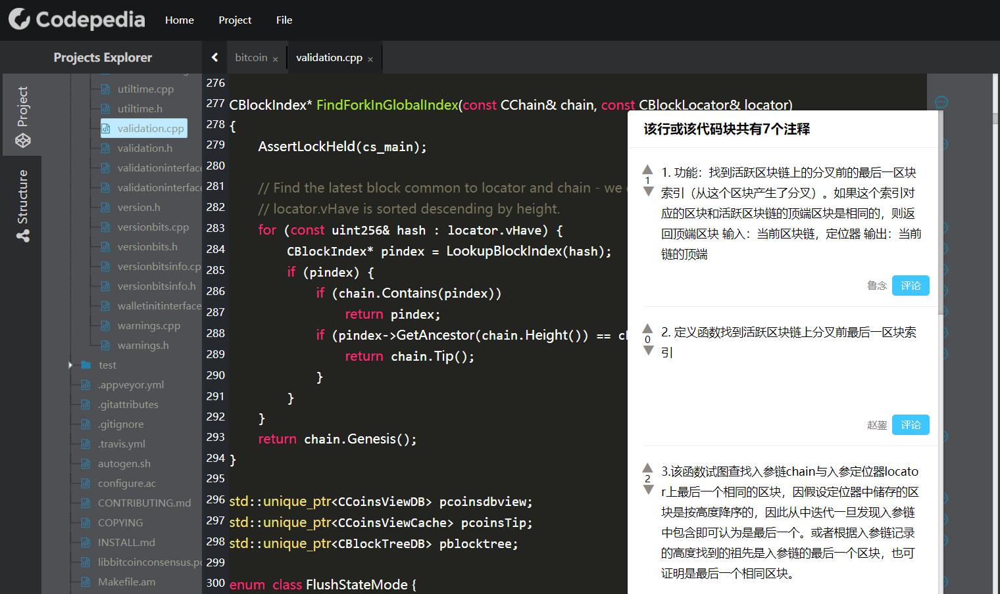 Codepedia Home Project File
Projects Explorer
bitcoin × validation.cpp ×
Project
Structure
utiltime.cpp
utiltime.h
validation.cpp
validation.h
validationinterface
validationinterface
version.h
versionbits.cpp
versionbits.h
versionbitsinfo.cp
versionbitsinfo.h
walletinitinterface
warnings.cpp
warnings.h
test
.appveyor.yml
.gitattributes
.gitignore
.travis.yml
autogen.sh
configure.ac
CONTRIBUTING.md
COPYING
INSTALL.md
libbitcoinconsensus.pc
Makefile.am
276
277 CBlockIndex* FindForkInGlobalIndex(const CChain& chain, const CBlockLocator& locator)
278 {
279 AssertLockHeld(cs_main);
280
281 // Find the latest block common to locator and chain - we
282 // locator.vHave is sorted descending by height.
283 for (const uint256& hash : locator.vHave) {
284 CBlockIndex* pindex = LookupBlockIndex(hash);
285 if (pindex) {
286 if (chain.Contains(pindex))
287 return pindex;
288 if (pindex->GetAncestor(chain.Height()) == c
289 return chain.Tip();
290 }
291 }
292 }
293 return chain.Genesis();
294 }
295
296 std::unique_ptr<CCoinsViewDB> pcoinsdbview;
297 std::unique_ptr<CCoinsViewCache> pcoinsTip;
298 std::unique_ptr<CBlockTreeDB> pblocktree;
299
300 enum class FlushStateMode {
该行或该代码块共有7个注释
1
1. 功能：找到活跃区块链上的分叉前的最后一区块
索引（从这个区块产生了分叉）。如果这个索引对
应的区块和活跃区块链的顶端区块是相同的，则返
回顶端区块 输入：当前区块链，定位器 输出：当前
链的顶端
鲁念 评论
0
2. 定义函数找到活跃区块链上分叉前最后一区块索
引
赵鋆 评论
2
3.该函数试图查找入参链chain与入参定位器locato
r上最后一个相同的区块，因假设定位器中储存的区
块是按高度降序的，因此从中迭代一旦发现入参链
中包含即可认为是最后一个。或者根据入参链记录
的高度找到的祖先是入参链的最后一个区块，也可
证明是最后一个相同区块。